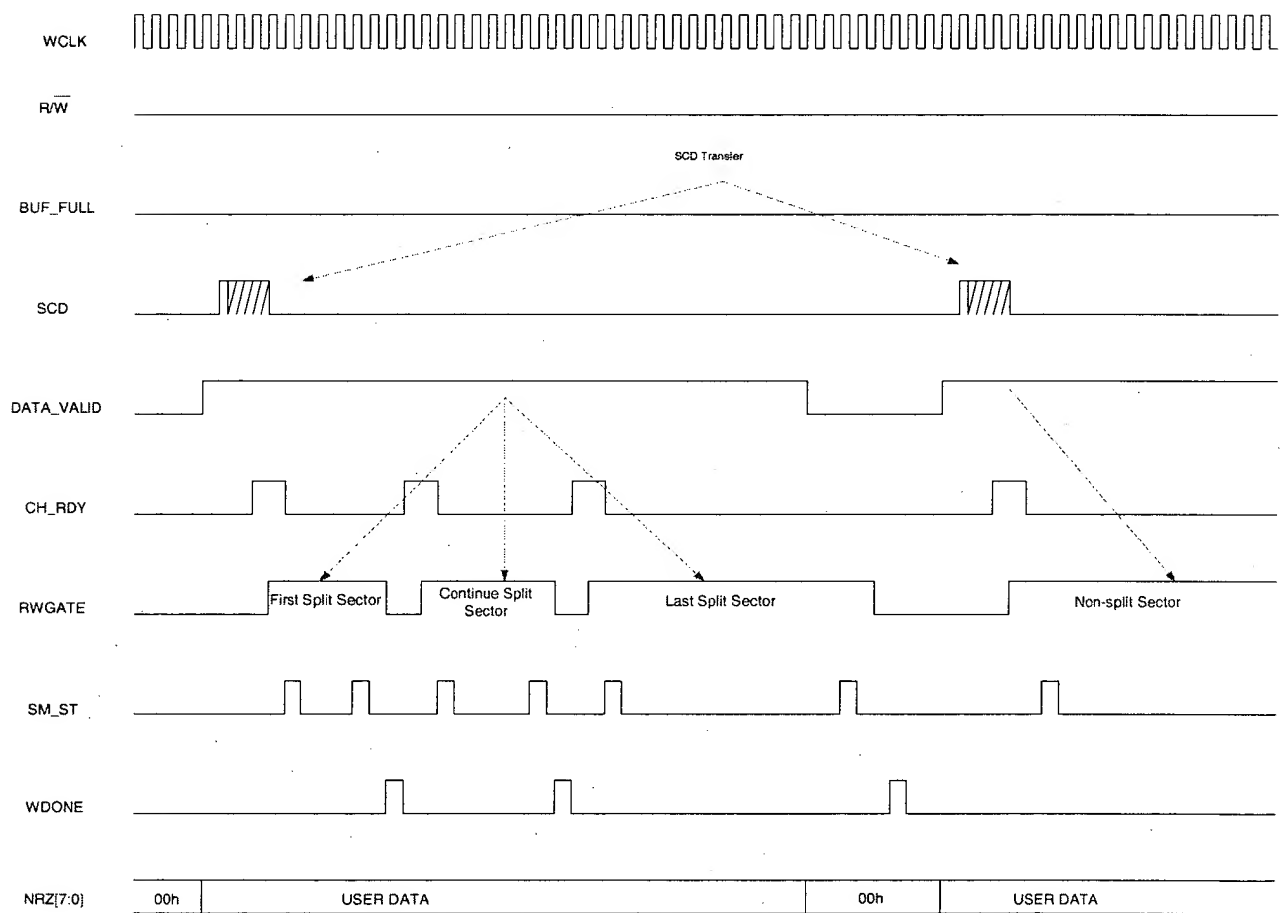 WCLK
R/W
SCD Transfer
BUF_FULL
SCD
DATA_VALID
CH_RDY
RWGATE
First Split Sector
Continue Split
Sector
Last Split Sector
Non-split Sector
SM_ST
WDONE
NRZ[7:0]
00h
USER DATA
00h
USER DATA